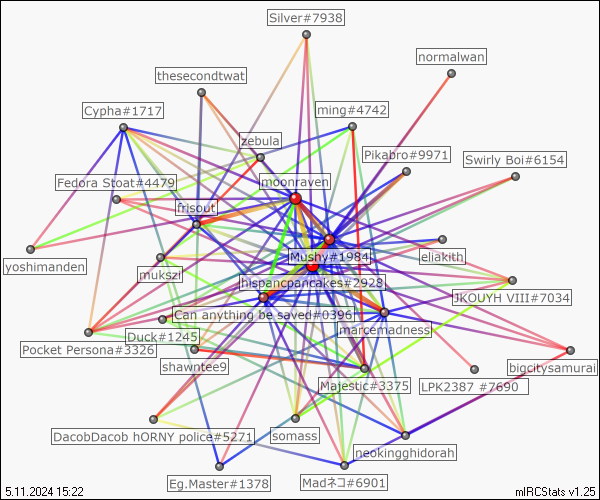 Silver#7938
normalwan
thesecondtwat
Cypha#1717
ming#4742
zebula
Pikabro#9971
Swirly Boi#6154
Fedora Stoat#4479
moonraven
frisout
Mushy#1984
eliakith
yoshimanden
mukszi
hispancpancakes#2928
JKOUYH VIII#7034
Can anything be saved#0396
marcemadness
Duck#1245
Pocket Persona#3326
shawntee9
bigcitysamurai
Majestic#3375
LPK2387 #7690
DacobDacob hORNY police#5271
somass
neokingghidorah
Eg.Master#1378
Madネコ#6901
5.11.2024 15:22
mIRCStats v1.25